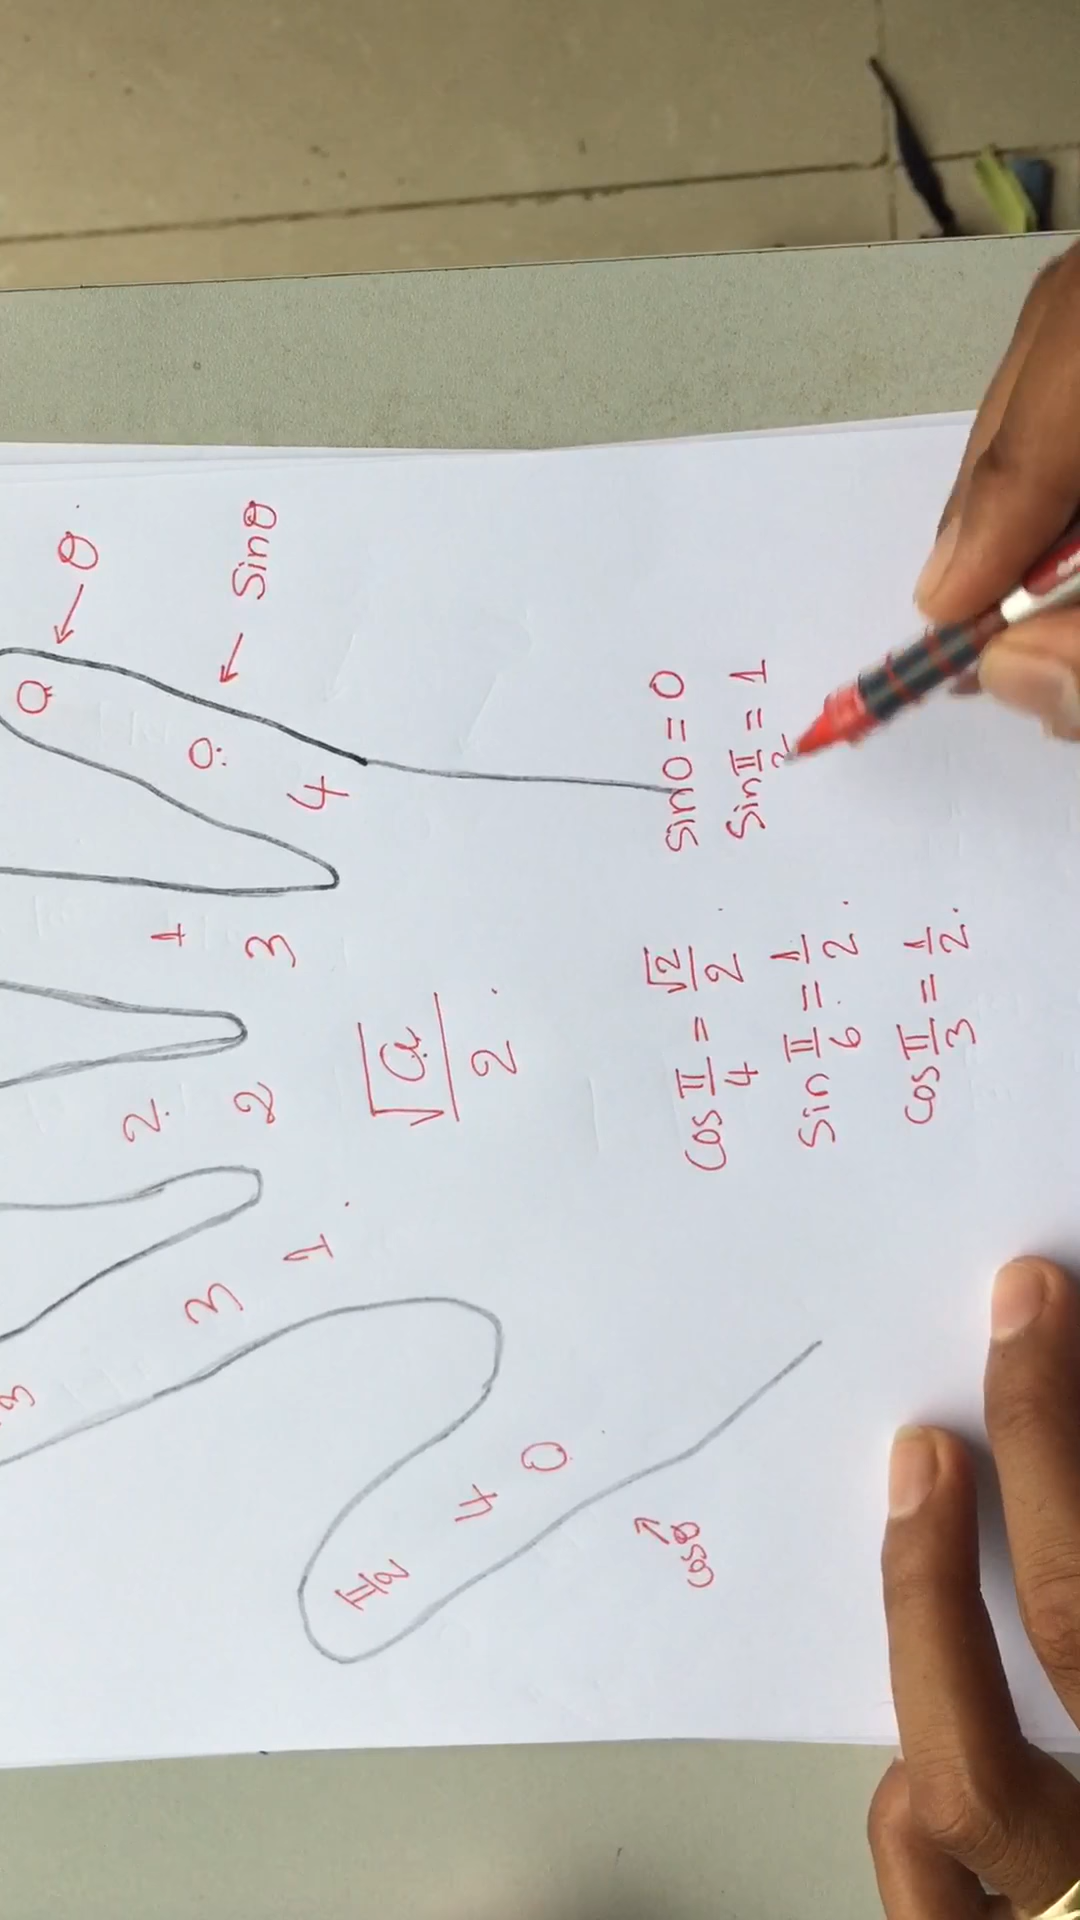 0 ← θ
0. ← Sinθ
4
1
3
2.
2
3
1.
3
π/2
4
0
cosθ
√a/2.
cos π/4 = √2/2.
Sin π/6 = 1/2.
cos π/3 = 1/2.
Sin0 = 0
Sin π/2 = 1